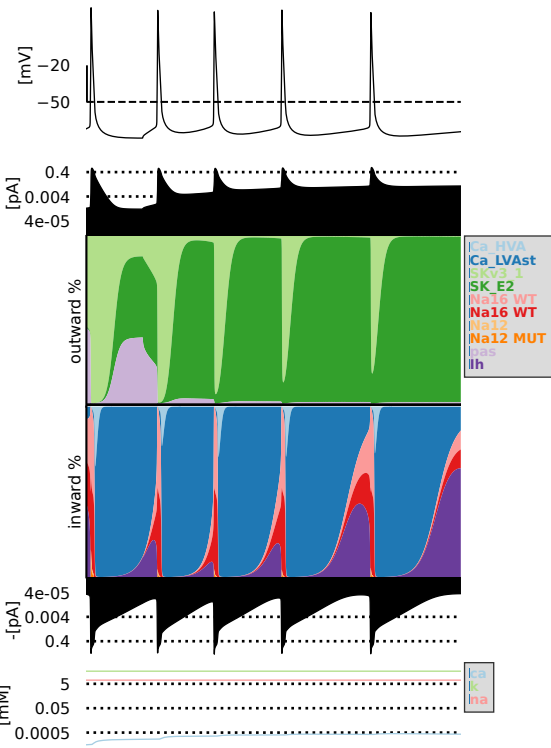 [mV]
−20
−50
[pA]
0.4
0.004
4e-05
outward %
Ca_HVA
Ca_LVAst
SKv3_1
SK_E2
Na16 WT
Na16 WT
Na12
Na12 MUT
pas
Ih
inward %
4e-05
0.004
0.4
-[pA]
ca
k
na
[mM]
5
0.05
0.0005